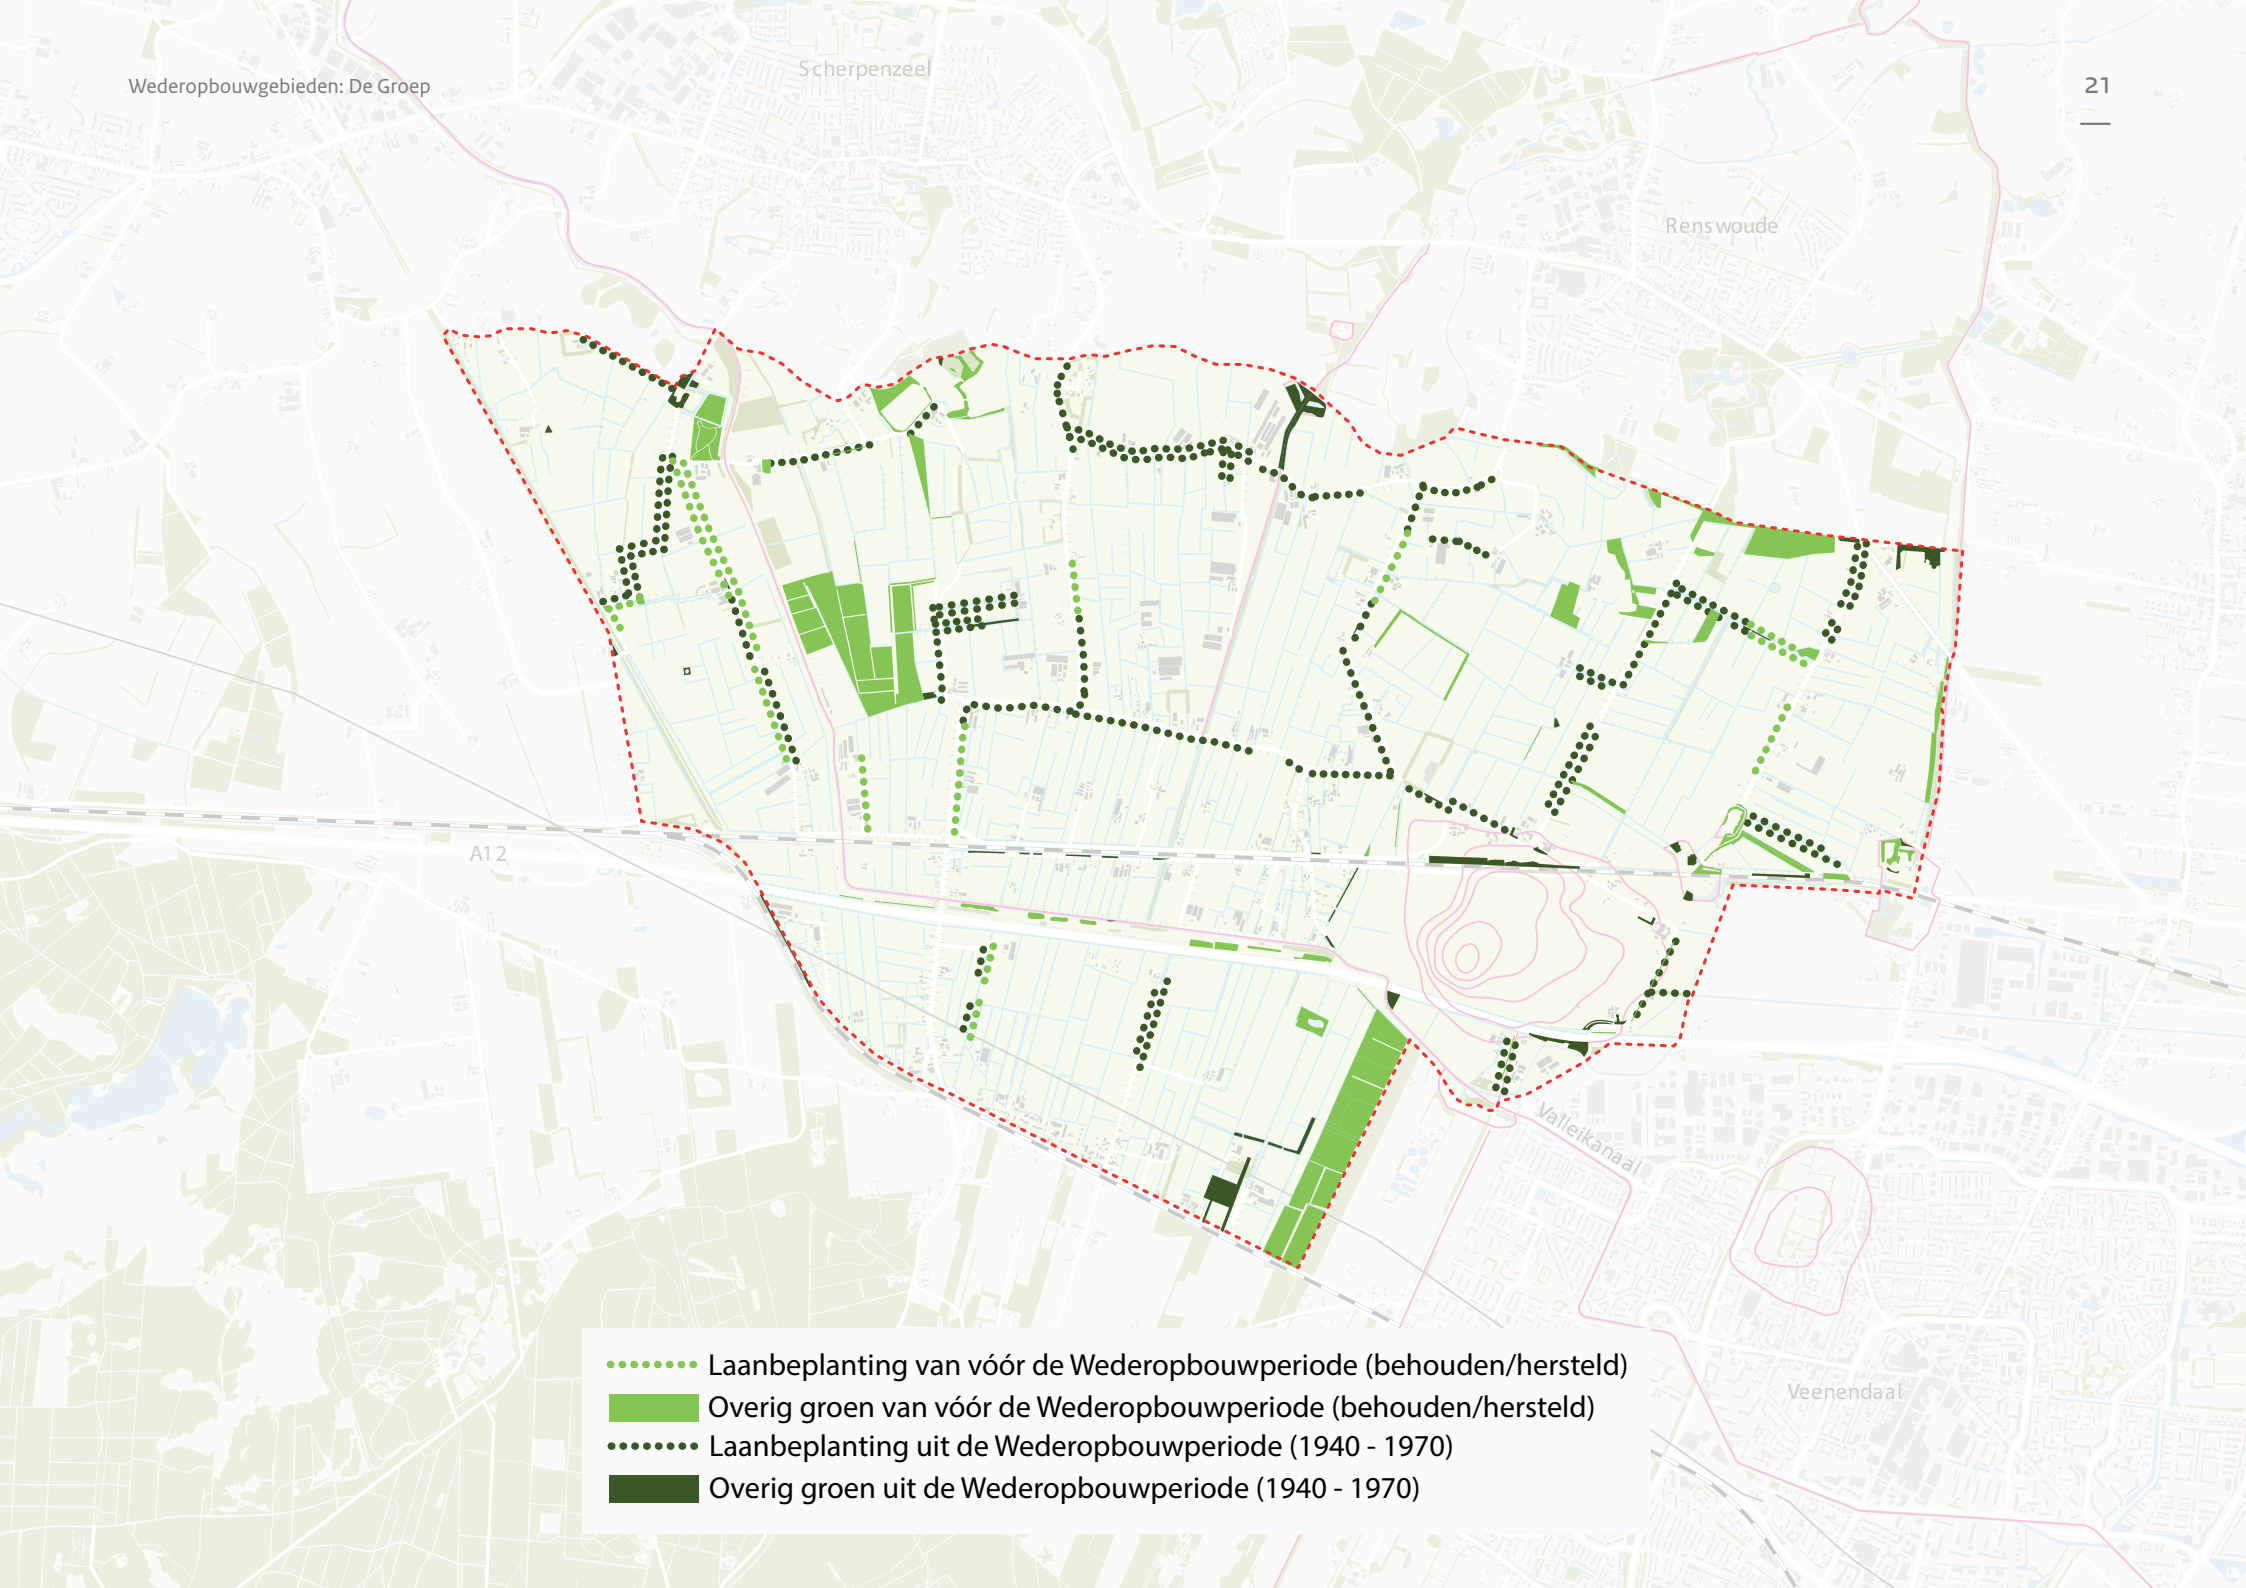 Wederopbouwgebieden: De Groep
21
Scherpenzeel
Renswoude
A12
Valleikanaal
Veenendaal
Laanbeplanting van vóór de Wederopbouwperiode (behouden/hersteld)
Overig groen van vóór de Wederopbouwperiode (behouden/hersteld)
Laanbeplanting uit de Wederopbouwperiode (1940 - 1970)
Overig groen uit de Wederopbouwperiode (1940 - 1970)